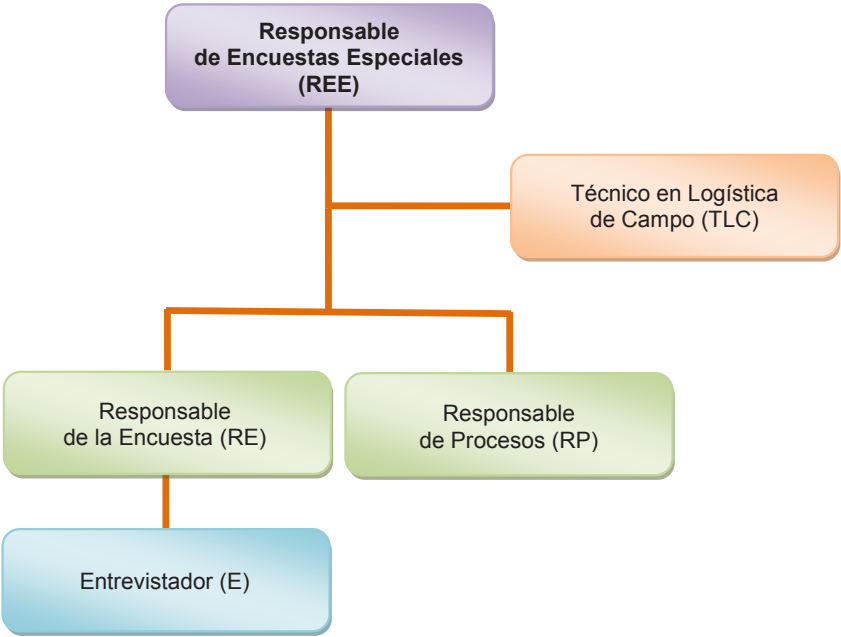 Responsable
de Encuestas Especiales
(REE)
Técnico en Logística
de Campo (TLC)
Responsable
de la Encuesta (RE)
Responsable
de Procesos (RP)
Entrevistador (E)